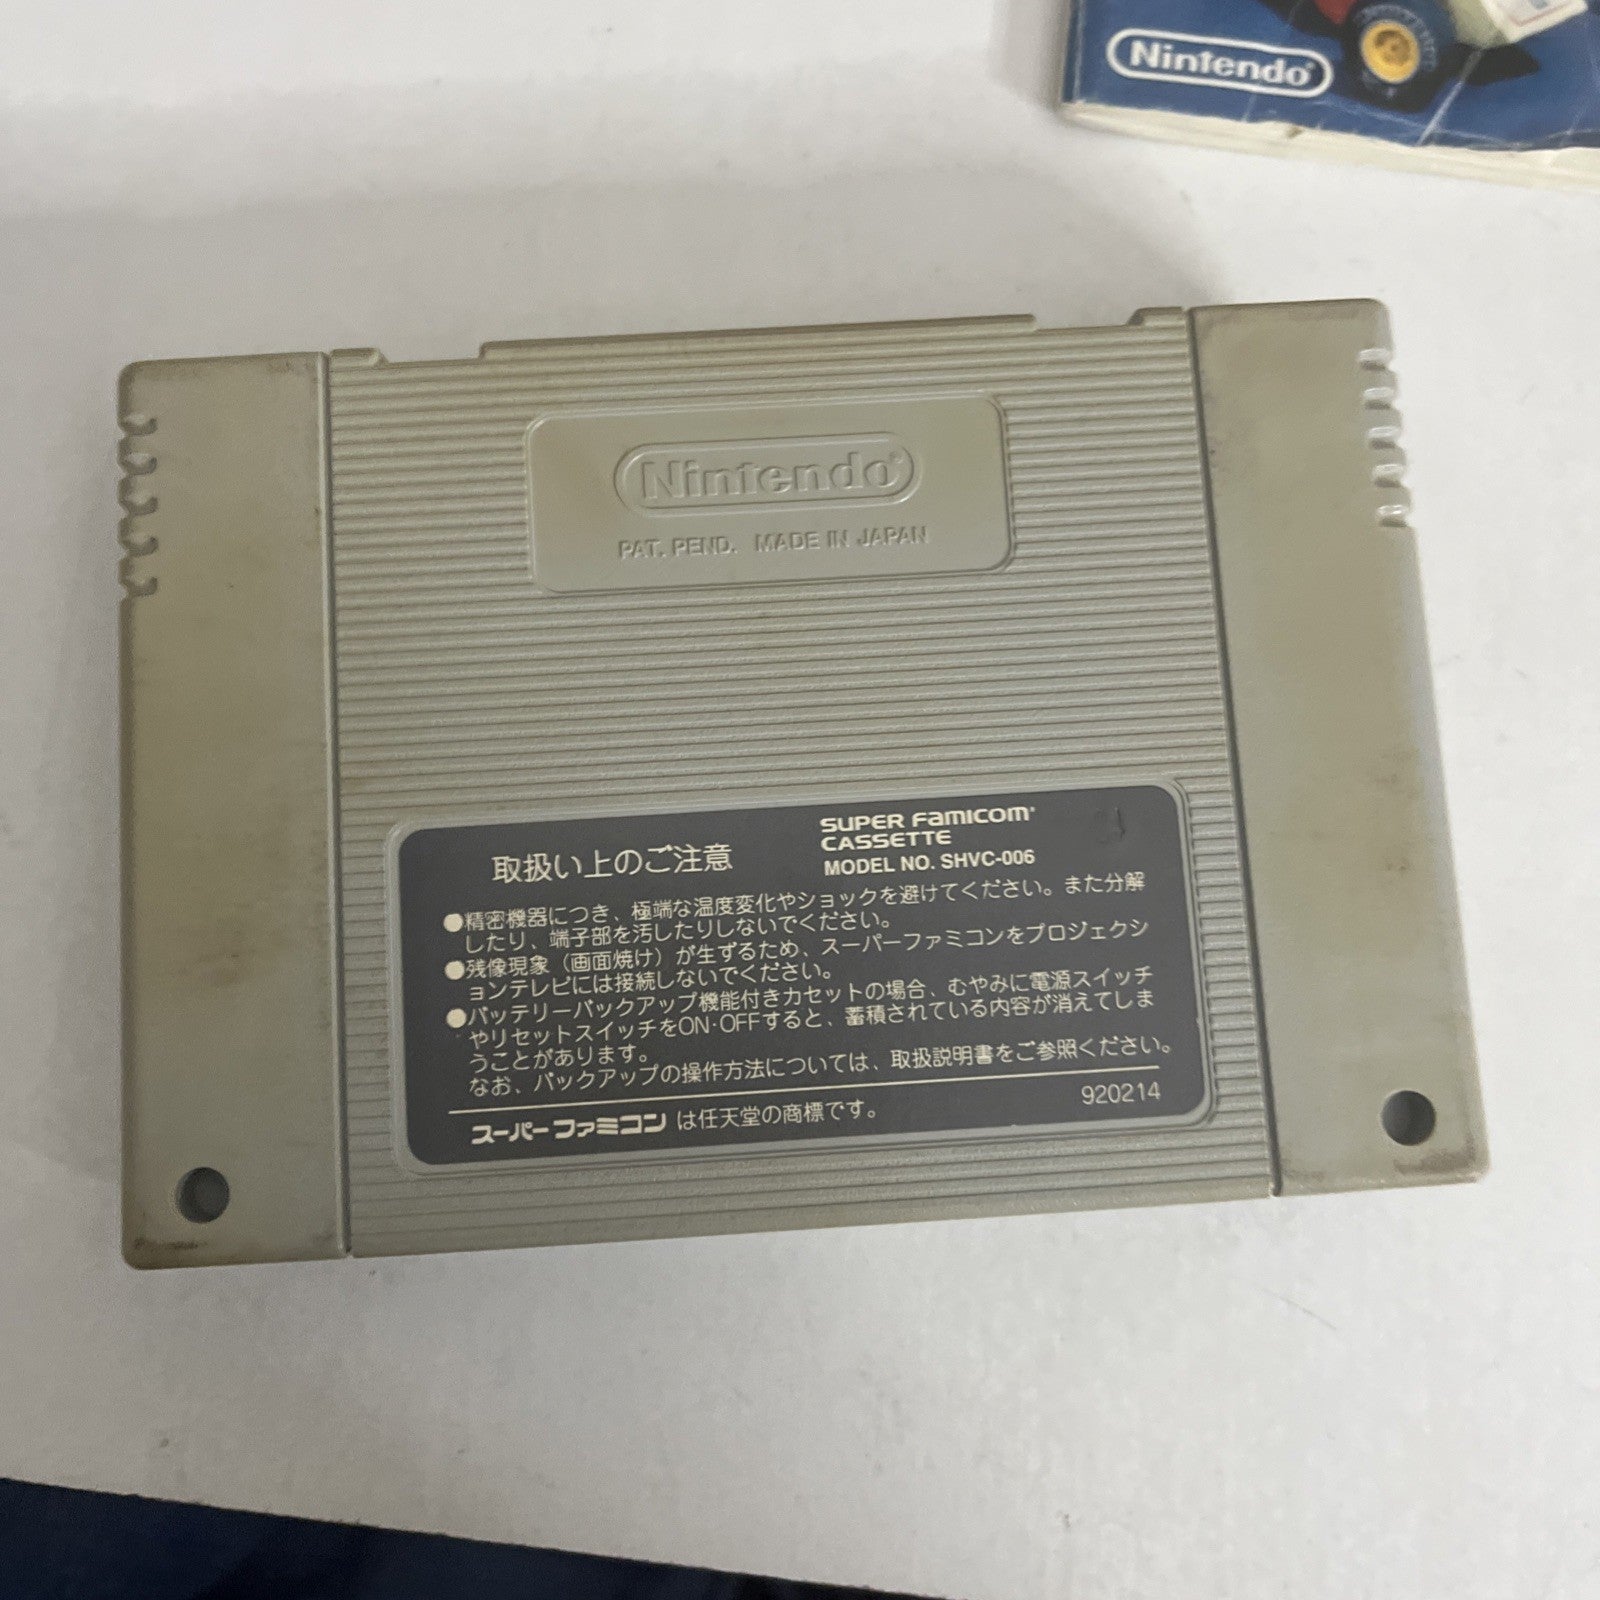 Nintendo®
Nintendo®
PAT. PEND. MADE IN JAPAN
取扱い上のご注意
SUPER FAMICOM®
CASSETTE
MODEL NO. SHVC-006
●精密機器につき、極端な温度変化やショックを避けてください。また分解
したり、端子部を汚したりしないでください。
●残像現象(画面焼け)が生ずるため、スーパーファミコンをプロジェクシ
ョンテレビには接続しないでください。
●バッテリーバックアップ機能付きカセットの場合、むやみに電源スイッチ
やリセットスイッチをON·OFFすると、蓄積されている内容が消えてしま
うことがあります。
なお、バックアップの操作方法については、取扱説明書をご参照ください。
スーパーファミコン は任天堂の商標です。
920214